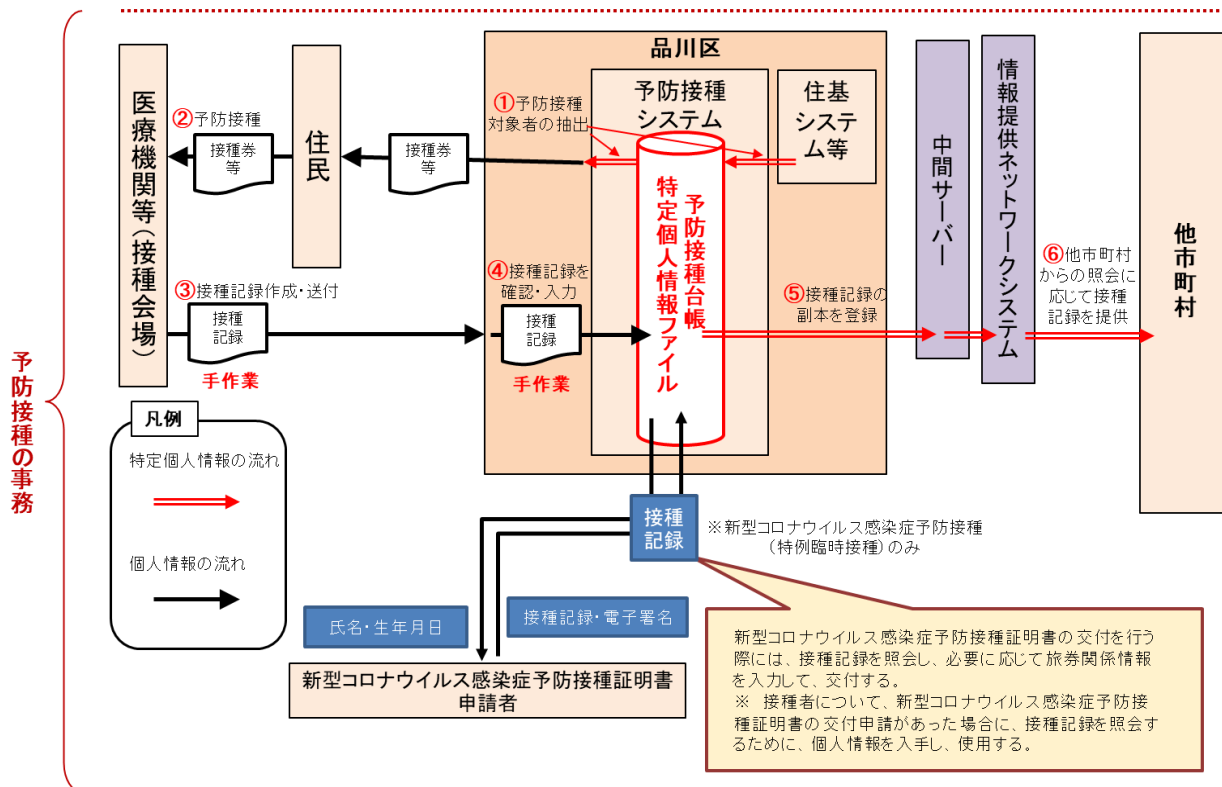 予防接種の事務
品川区
医療機関等(接種会場)
住民
②予防接種
接種券
等
接種券
等
①予防接種
対象者の抽出
予防接種
システム
住基
システ
ム等
予防接種台帳
特定個人情報ファイル
中間サーバー
情報提供ネットワークシステム
他市町村
③接種記録作成・送付
接種
記録
手作業
④接種記録を
確認・入力
接種
記録
手作業
⑤接種記録の
副本を登録
⑥他市町村
からの照会に
応じて接種
記録を提供
凡例
特定個人情報の流れ
個人情報の流れ
接種
記録
※新型コロナウイルス感染症予防接種
(特例臨時接種)のみ
氏名・生年月日
接種記録・電子署名
新型コロナウイルス感染症予防接種証明書
申請者
新型コロナウイルス感染症予防接種証明書の交付を行う
際には、接種記録を照会し、必要に応じて旅券関係情報
を入力して、交付する。
※ 接種者について、新型コロナウイルス感染症予防接
種証明書の交付申請があった場合に、接種記録を照会す
るために、個人情報を入手し、使用する。